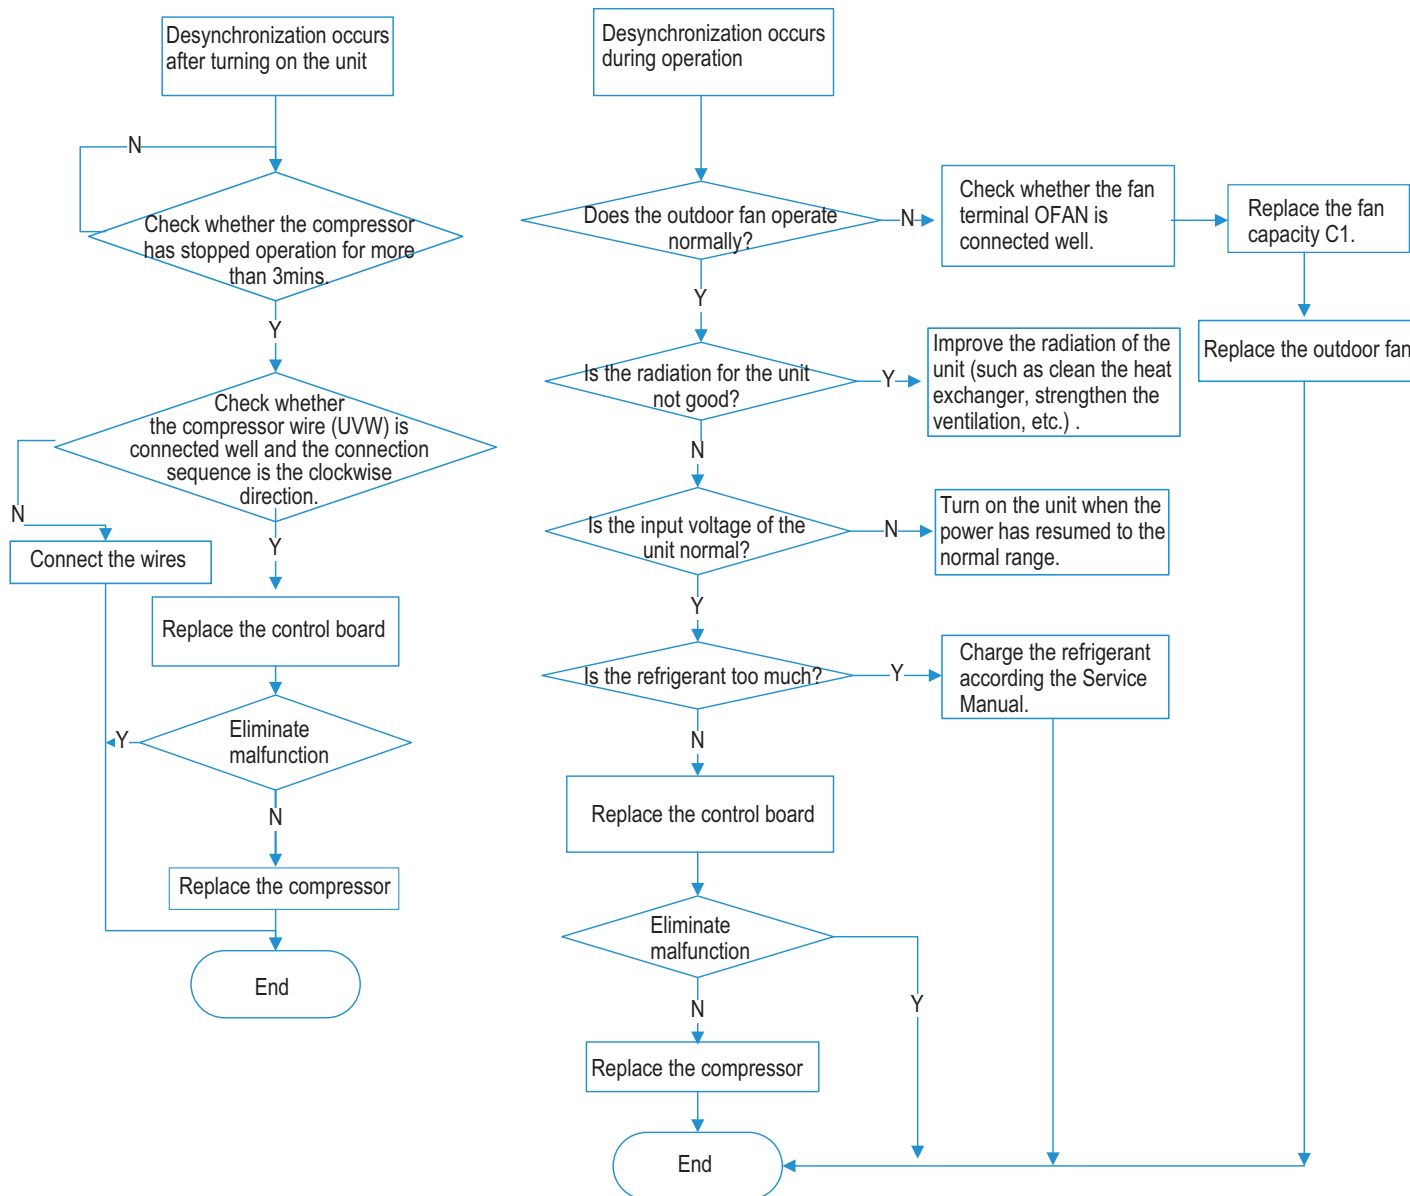 Desynchronization occurs
after turning on the unit
N
Check whether the compressor
has stopped operation for more
than 3mins.
Y
Check whether
the compressor wire (UVW) is
connected well and the connection
sequence is the clockwise
direction.
N
Connect the wires
Y
Replace the control board
Eliminate
malfunction
Y
N
Replace the compressor
End
Desynchronization occurs
during operation
Does the outdoor fan operate
normally?
N
Check whether the fan
terminal OFAN is
connected well.
Replace the fan
capacity C1.
Replace the outdoor fan
Y
Is the radiation for the unit
not good?
Y
Improve the radiation of the
unit (such as clean the heat
exchanger, strengthen the
ventilation, etc.) .
N
Is the input voltage of the
unit normal?
N
Turn on the unit when the
power has resumed to the
normal range.
Y
Is the refrigerant too much?
Y
Charge the refrigerant
according the Service
Manual.
N
Replace the control board
Eliminate
malfunction
Y
N
Replace the compressor
End